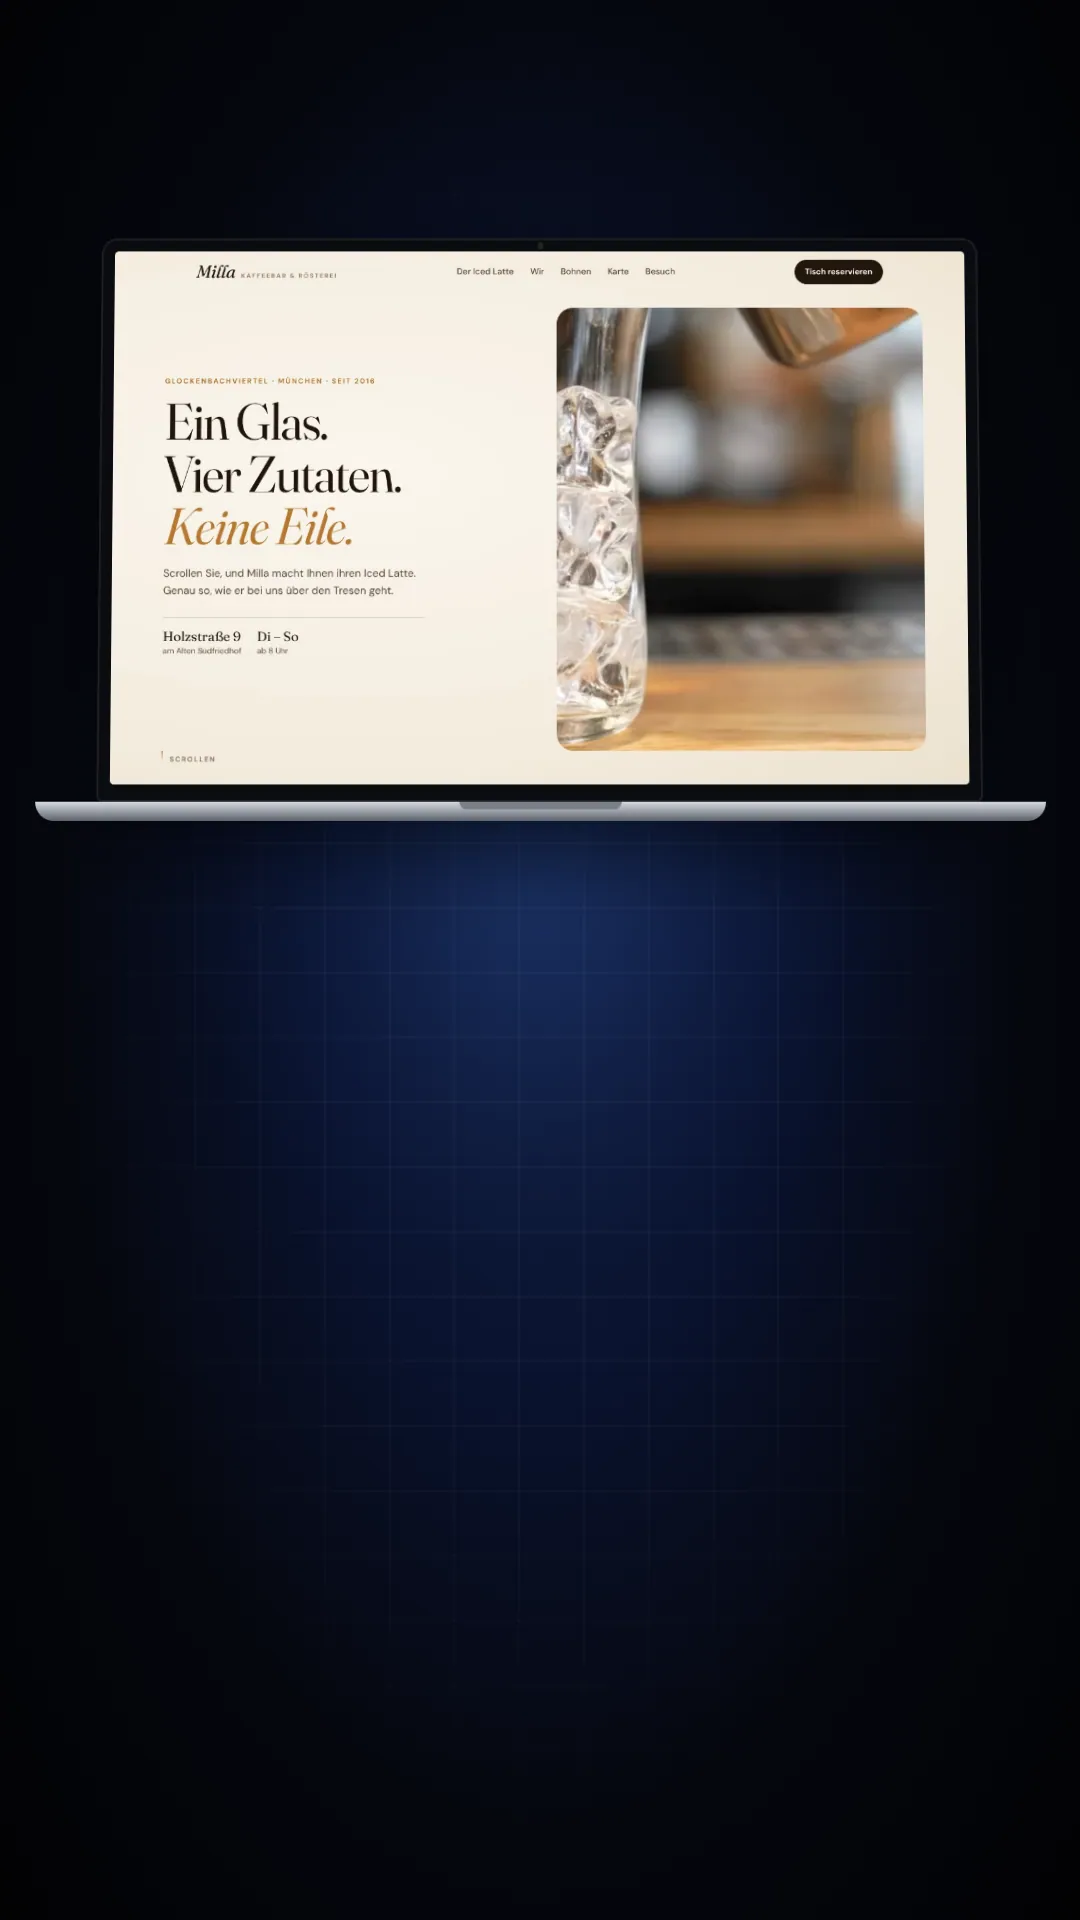 Milla KAFFEEBAR & RÖSTEREI
Der Iced Latte Wir Bohnen Karte Besuch
Tisch reservieren
GLOCKENBACHVIERTEL · MÜNCHEN · SEIT 2016
Ein Glas.
Vier Zutaten.
Keine Eile.
Scrollen Sie, und Milla macht Ihnen ihren Iced Latte.
Genau so, wie er bei uns über den Tresen geht.
Holzstraße 9 Di – So
am Alten Südfriedhof ab 8 Uhr
SCROLLEN